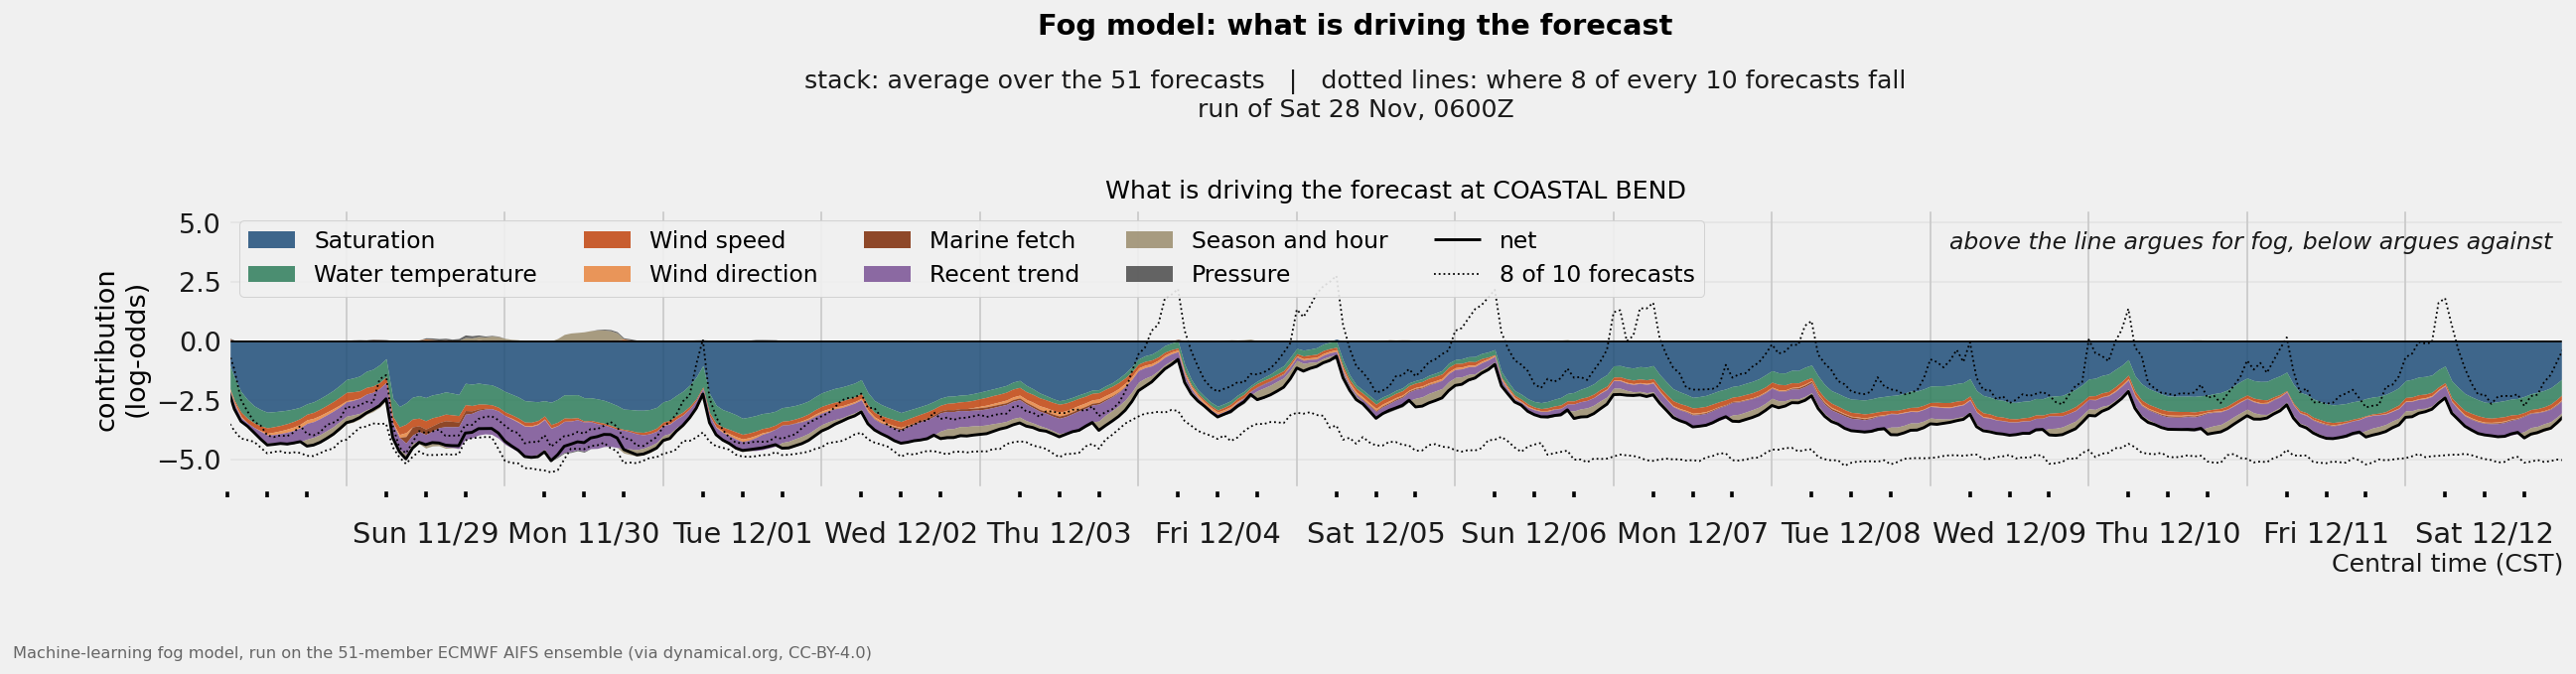 Fog model: what is driving the forecast
stack: average over the 51 forecasts | dotted lines: where 8 of every 10 forecasts fall
run of Sat 28 Nov, 0600Z
What is driving the forecast at COASTAL BEND
contribution
(log-odds)
5.0
2.5
0.0
−2.5
−5.0
Saturation
Water temperature
Wind speed
Wind direction
Marine fetch
Recent trend
Season and hour
Pressure
net
8 of 10 forecasts
above the line argues for fog, below argues against
Sun 11/29 Mon 11/30 Tue 12/01 Wed 12/02 Thu 12/03 Fri 12/04 Sat 12/05 Sun 12/06 Mon 12/07 Tue 12/08 Wed 12/09 Thu 12/10 Fri 12/11 Sat 12/12
Central time (CST)
Machine-learning fog model, run on the 51-member ECMWF AIFS ensemble (via dynamical.org, CC-BY-4.0)